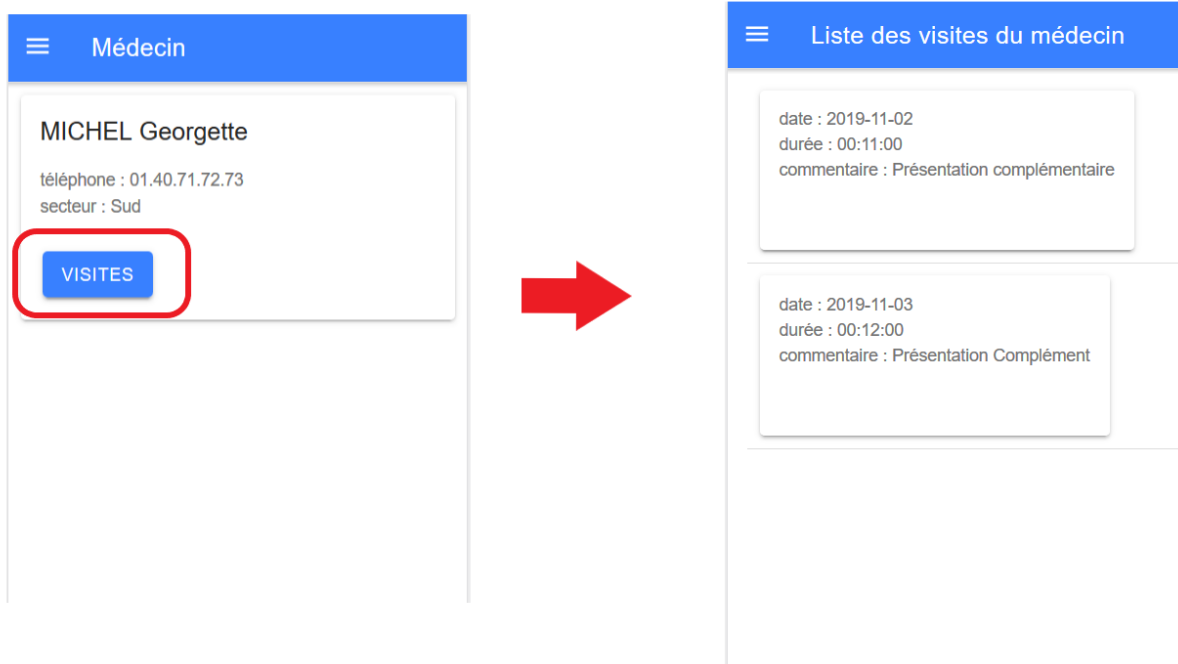 Médecin
MICHEL Georgette
téléphone : 01.40.71.72.73
secteur : Sud
VISITES
Liste des visites du médecin
date : 2019-11-02
durée : 00:11:00
commentaire : Présentation complémentaire
date : 2019-11-03
durée : 00:12:00
commentaire : Présentation Complément